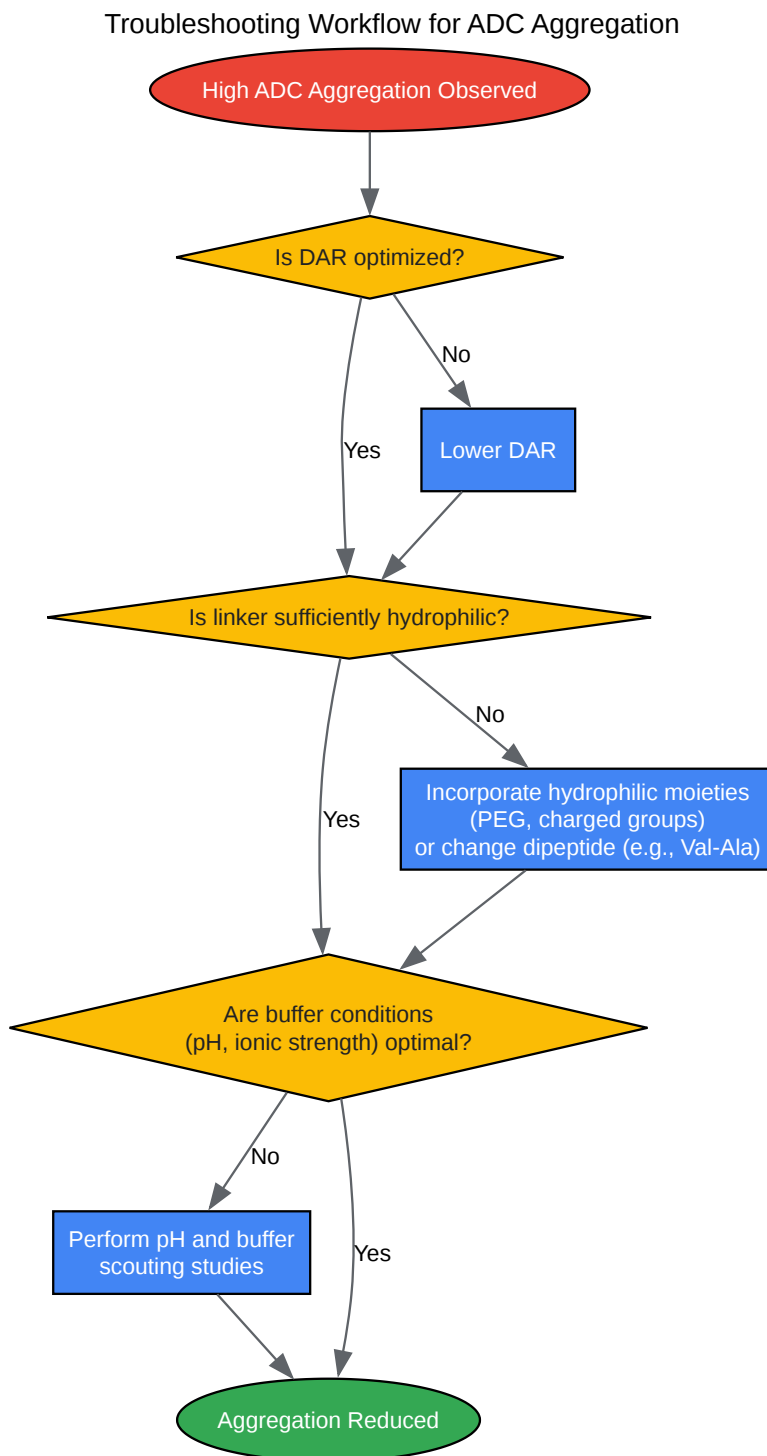 Troubleshooting Workflow for ADC Aggregation
High ADC Aggregation Observed
Is DAR optimized?
No
Yes
Lower DAR
Is linker sufficiently hydrophilic?
No
Yes
Incorporate hydrophilic moieties
(PEG, charged groups)
or change dipeptide (e.g., Val-Ala)
Are buffer conditions
(pH, ionic strength) optimal?
No
Yes
Perform pH and buffer
scouting studies
Aggregation Reduced